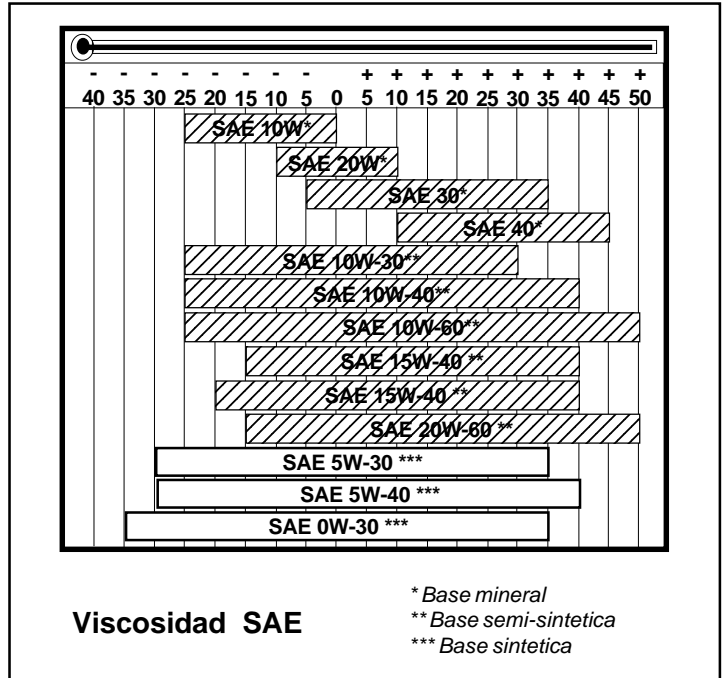 - - - - - - - - + + + + + + + + + +
40 35 30 25 20 15 10 5 0 5 10 15 20 25 30 35 40 45 50
SAE 10W*
SAE 20W*
SAE 30*
SAE 40*
SAE 10W-30**
SAE 10W-40**
SAE 10W-60**
SAE 15W-40 **
SAE 15W-40 **
SAE 20W-60 **
SAE 5W-30 ***
SAE 5W-40 ***
SAE 0W-30 ***
Viscosidad SAE
* Base mineral
** Base semi-sintetica
*** Base sintetica